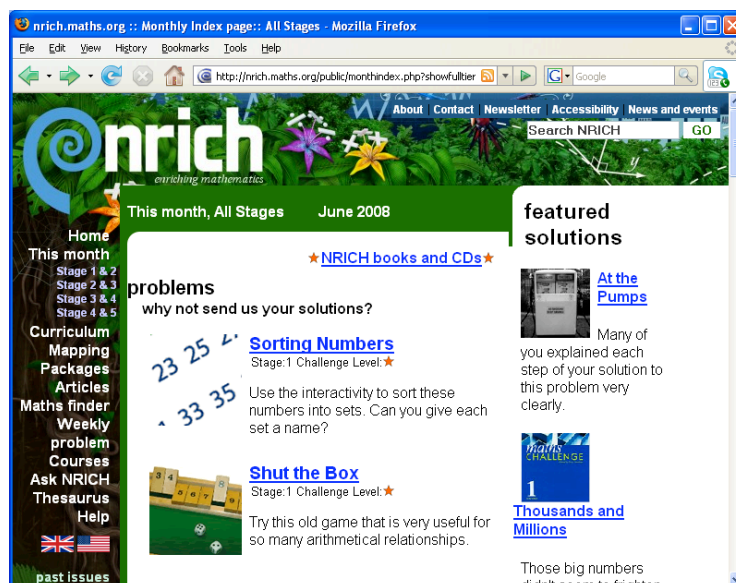 nrich.maths.org :: Monthly Index page:: All Stages - Mozilla Firefox
File Edit View History Bookmarks Tools Help
http://nrich.maths.org/public/monthindex.php?showfulltier
G Google
About | Contact | Newsletter | Accessibility | News and events
Search NRICH GO
nrich
enriching mathematics
y
This month, All Stages June 2008
Home
This month
Stage 1 & 2
Stage 2 & 3
Stage 3 & 4
Stage 4 & 5
Curriculum
Mapping
Packages
Articles
Maths finder
Weekly
problem
Courses
Ask NRICH
Thesaurus
Help
past issues
NRICH books and CDs
problems
why not send us your solutions?
23 25
33 35
Sorting Numbers
Stage:1 Challenge Level:
Use the interactivity to sort these
numbers into sets. Can you give each
set a name?
Shut the Box
Stage:1 Challenge Level:
Try this old game that is very useful for
so many arithmetical relationships.
featured
solutions
At the
Pumps
Many of
you explained each
step of your solution to
this problem very
clearly.
maths
CHALLENGE
1
Thousands and
Millions
Those big numbers